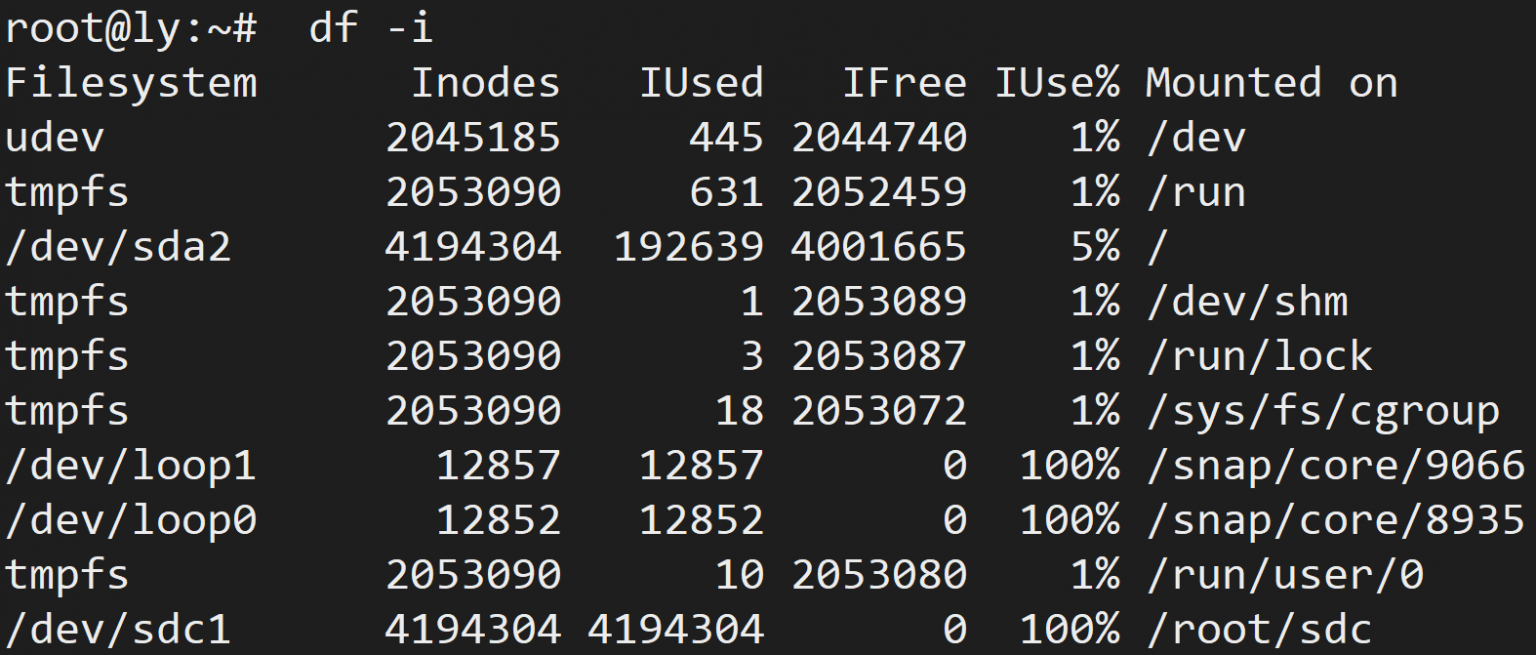 root@ly:~#  df -i
Filesystem      Inodes   IUsed   IFree IUse% Mounted on
udev           2045185     445 2044740    1% /dev
tmpfs          2053090     631 2052459    1% /run
/dev/sda2      4194304  192639 4001665    5% /
tmpfs          2053090       1 2053089    1% /dev/shm
tmpfs          2053090       3 2053087    1% /run/lock
tmpfs          2053090      18 2053072    1% /sys/fs/cgroup
/dev/loop1       12857   12857       0  100% /snap/core/9066
/dev/loop0       12852   12852       0  100% /snap/core/8935
tmpfs          2053090      10 2053080    1% /run/user/0
/dev/sdc1      4194304 4194304       0  100% /root/sdc